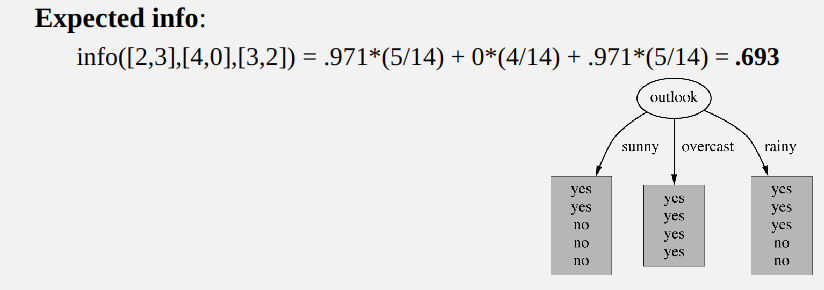 Expected info:
info([2,3],[4,0],[3,2]) = .971*(5/14) + 0*(4/14) + .971*(5/14) = .693
outlook
sunny
overcast
rainy
yes
yes
no
no
no
yes
yes
yes
yes
yes
yes
yes
no
no